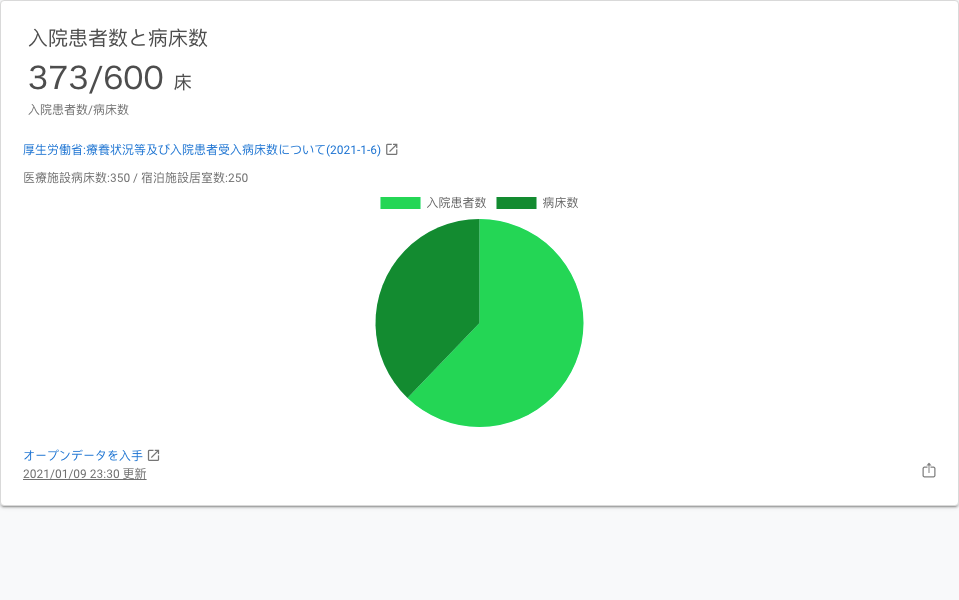 入院患者数と病床数
373/600 床
入院患者数/病床数
厚生労働省:療養状況等及び入院患者受入病床数について(2021-1-6)
医療施設病床数:350 / 宿泊施設居室数:250
入院患者数 病床数
オープンデータを入手
2021/01/09 23:30 更新